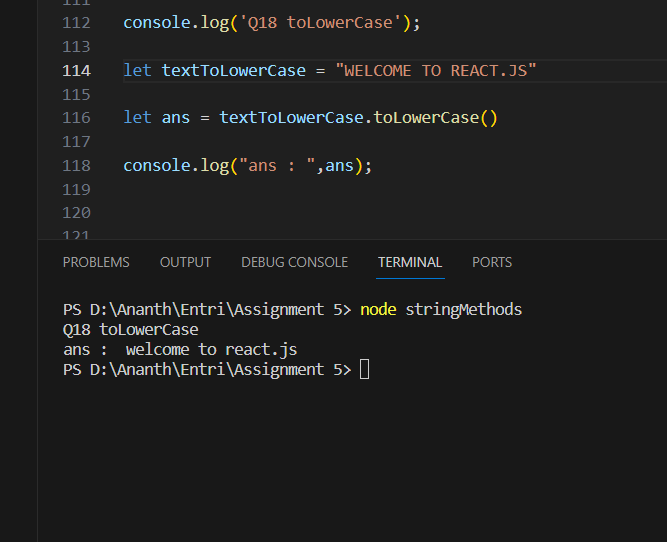 111
112 console.log('Q18 toLowerCase');
113
114 let textToLowerCase = "WELCOME TO REACT.JS"
115
116 let ans = textToLowerCase.toLowerCase()
117
118 console.log("ans : ",ans);
119
120
121
PROBLEMS OUTPUT DEBUG CONSOLE TERMINAL PORTS
PS D:\Ananth\Entri\Assignment 5> node stringMethods
Q18 toLowerCase
ans :  welcome to react.js
PS D:\Ananth\Entri\Assignment 5>